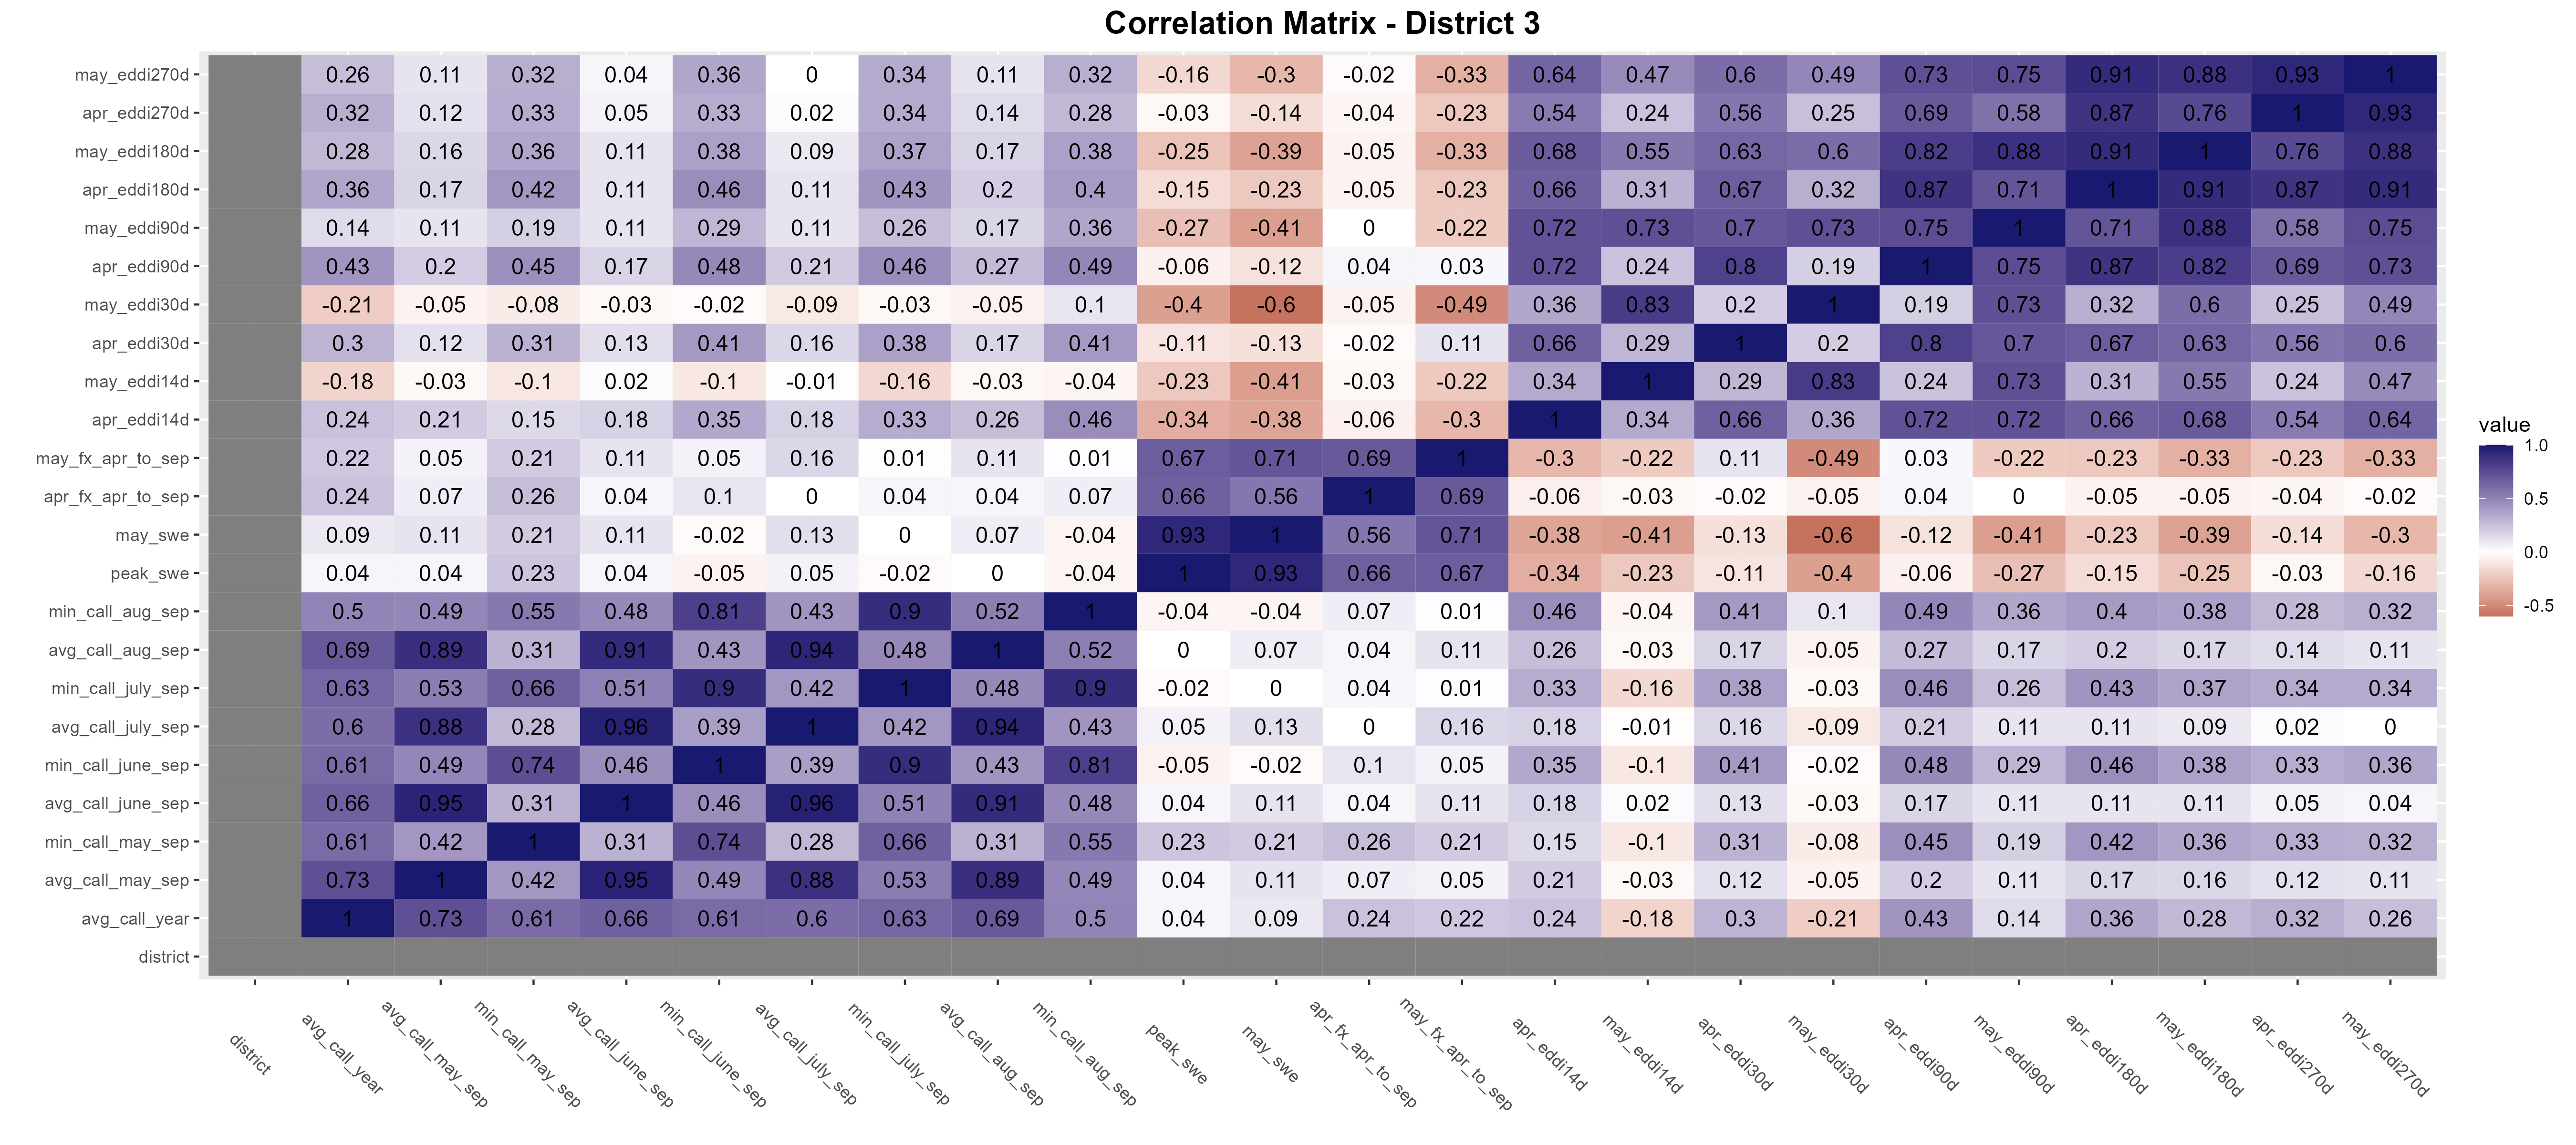 Correlation Matrix - District 3
may_eddi270d 0.26 0.11 0.32 0.04 0.36 0 0.34 0.11 0.32 -0.16 -0.3 -0.02 -0.33 0.64 0.47 0.6 0.49 0.73 0.75 0.91 0.88 0.93 1
apr_eddi270d 0.32 0.12 0.33 0.05 0.33 0.02 0.34 0.14 0.28 -0.03 -0.14 -0.04 -0.23 0.54 0.24 0.56 0.25 0.69 0.58 0.87 0.76 1 0.93
may_eddi180d 0.28 0.16 0.36 0.11 0.38 0.09 0.37 0.17 0.38 -0.25 -0.39 -0.05 -0.33 0.68 0.55 0.63 0.6 0.82 0.88 0.91 1 0.76 0.88
apr_eddi180d 0.36 0.17 0.42 0.11 0.46 0.11 0.43 0.2 0.4 -0.15 -0.23 -0.05 -0.23 0.66 0.31 0.67 0.32 0.87 0.71 1 0.91 0.87 0.91
may_eddi90d 0.14 0.11 0.19 0.11 0.29 0.11 0.26 0.17 0.36 -0.27 -0.41 0 -0.22 0.72 0.73 0.7 0.73 0.75 1 0.71 0.88 0.58 0.75
apr_eddi90d 0.43 0.2 0.45 0.17 0.48 0.21 0.46 0.27 0.49 -0.06 -0.12 0.04 0.03 0.72 0.24 0.8 0.19 1 0.75 0.87 0.82 0.69 0.73
may_eddi30d -0.21 -0.05 -0.08 -0.03 -0.02 -0.09 -0.03 -0.05 0.1 -0.4 -0.6 -0.05 -0.49 0.36 0.83 0.2 1 0.19 0.73 0.32 0.6 0.25 0.49
apr_eddi30d 0.3 0.12 0.31 0.13 0.41 0.16 0.38 0.17 0.41 -0.11 -0.13 -0.02 0.11 0.66 0.29 1 0.2 0.8 0.7 0.67 0.63 0.56 0.6
may_eddi14d -0.18 -0.03 -0.1 0.02 -0.1 -0.01 -0.16 -0.03 -0.04 -0.23 -0.41 -0.03 -0.22 0.34 1 0.29 0.83 0.24 0.73 0.31 0.55 0.24 0.47
apr_eddi14d 0.24 0.21 0.15 0.18 0.35 0.18 0.33 0.26 0.46 -0.34 -0.38 -0.06 -0.3 1 0.34 0.66 0.36 0.72 0.72 0.66 0.68 0.54 0.64
may_fx_apr_to_sep 0.22 0.05 0.21 0.11 0.05 0.16 0.01 0.11 0.01 0.67 0.71 0.69 1 -0.3 -0.22 0.11 -0.49 0.03 -0.22 -0.23 -0.33 -0.23 -0.33
apr_fx_apr_to_sep 0.24 0.07 0.26 0.04 0.1 0 0.04 0.04 0.07 0.66 0.56 1 0.69 -0.06 -0.03 -0.02 -0.05 0.04 0 -0.05 -0.05 -0.04 -0.02
may_swe 0.09 0.11 0.21 0.11 -0.02 0.13 0 0.07 -0.04 0.93 1 0.56 0.71 -0.38 -0.41 -0.13 -0.6 -0.12 -0.41 -0.23 -0.39 -0.14 -0.3
peak_swe 0.04 0.04 0.23 0.04 -0.05 0.05 -0.02 0 -0.04 1 0.93 0.66 0.67 -0.34 -0.23 -0.11 -0.4 -0.06 -0.27 -0.15 -0.25 -0.03 -0.16
min_call_aug_sep 0.5 0.49 0.55 0.48 0.81 0.43 0.9 0.52 1 -0.04 -0.04 0.07 0.01 0.46 -0.04 0.41 0.1 0.49 0.36 0.4 0.38 0.28 0.32
avg_call_aug_sep 0.69 0.89 0.31 0.91 0.43 0.94 0.48 1 0.52 0 0.07 0.04 0.11 0.26 -0.03 0.17 -0.05 0.27 0.17 0.2 0.17 0.14 0.11
min_call_july_sep 0.63 0.53 0.66 0.51 0.9 0.42 1 0.48 0.9 -0.02 0 0.04 0.01 0.33 -0.16 0.38 -0.03 0.46 0.26 0.43 0.37 0.34 0.34
avg_call_july_sep 0.6 0.88 0.28 0.96 0.39 1 0.42 0.94 0.43 0.05 0.13 0 0.16 0.18 -0.01 0.16 -0.09 0.21 0.11 0.11 0.09 0.02 0
min_call_june_sep 0.61 0.49 0.74 0.46 1 0.39 0.9 0.43 0.81 -0.05 -0.02 0.1 0.05 0.35 -0.1 0.41 -0.02 0.48 0.29 0.46 0.38 0.33 0.36
avg_call_june_sep 0.66 0.95 0.31 1 0.46 0.96 0.51 0.91 0.48 0.04 0.11 0.04 0.11 0.18 0.02 0.13 -0.03 0.17 0.11 0.11 0.11 0.05 0.04
min_call_may_sep 0.61 0.42 1 0.31 0.74 0.28 0.66 0.31 0.55 0.23 0.21 0.26 0.21 0.15 -0.1 0.31 -0.08 0.45 0.19 0.42 0.36 0.33 0.32
avg_call_may_sep 0.73 1 0.42 0.95 0.49 0.88 0.53 0.89 0.49 0.04 0.11 0.07 0.05 0.21 -0.03 0.12 -0.05 0.2 0.11 0.17 0.16 0.12 0.11
avg_call_year 1 0.73 0.61 0.66 0.61 0.6 0.63 0.69 0.5 0.04 0.09 0.24 0.22 0.24 -0.18 0.3 -0.21 0.43 0.14 0.36 0.28 0.32 0.26
district
district avg_call_year avg_call_may_sep min_call_may_sep avg_call_june_sep min_call_june_sep avg_call_july_sep min_call_july_sep avg_call_aug_sep min_call_aug_sep peak_swe may_swe apr_fx_apr_to_sep may_fx_apr_to_sep apr_eddi14d may_eddi14d apr_eddi30d may_eddi30d apr_eddi90d may_eddi90d apr_eddi180d may_eddi180d apr_eddi270d may_eddi270d
value
1.0
0.5
0.0
-0.5